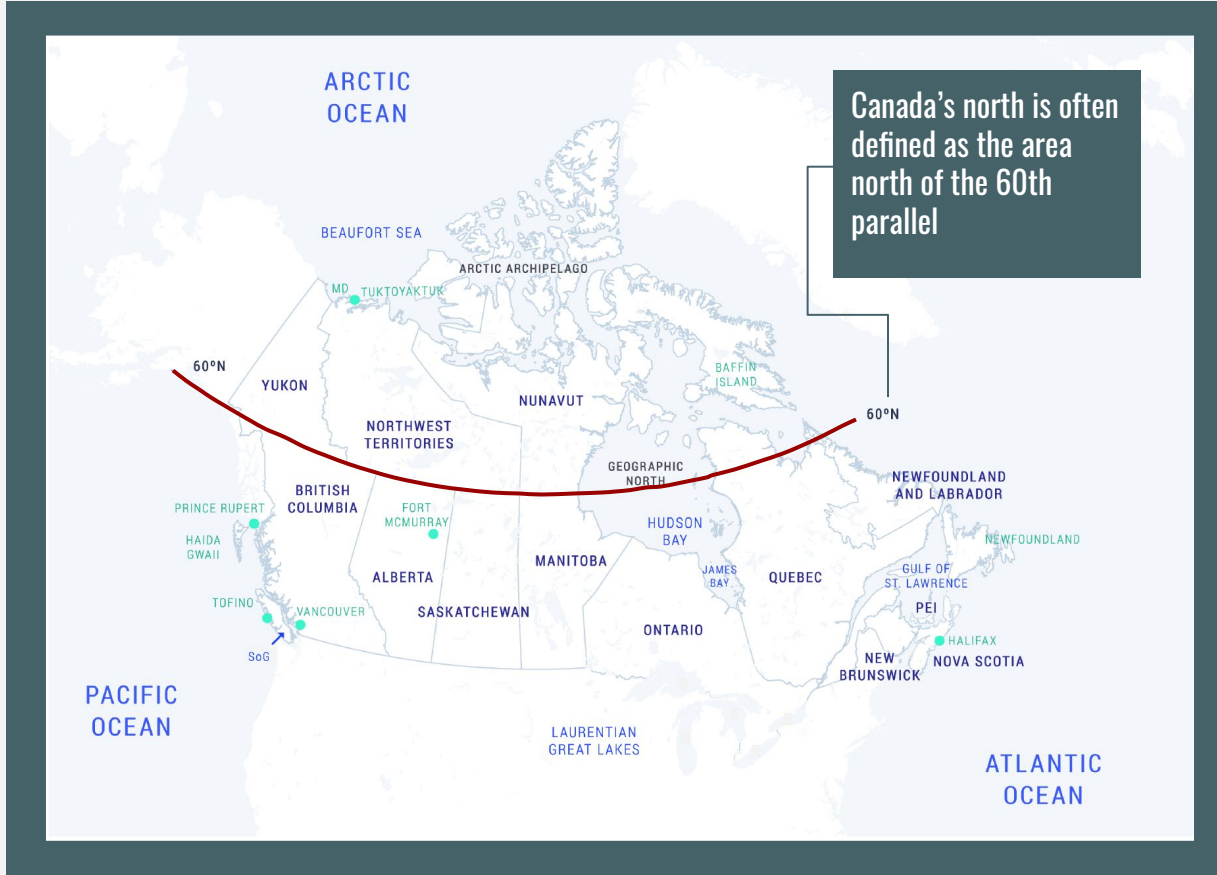 ARCTIC
OCEAN
Canada's north is often
defined as the area
north of the 60th
parallel
BEAUFORT SEA
ARCTIC ARCHIPELAGO
MD
TUKTOYAKTUK
60ºN
YUKON
BAFFIN
ISLAND
NUNAVUT
60ºN
NORTHWEST
TERRITORIES
GEOGRAPHIC
NORTH
NEWFOUNDLAND
AND LABRADOR
BRITISH
COLUMBIA
PRINCE RUPERT
FORT
MCMURRAY
HAIDA
GWAII
HUDSON
BAY
NEWFOUNDLAND
MANITOBA
JAMES
BAY
ALBERTA
QUEBEC
GULF OF
ST. LAWRENCE
TOFINO
VANCOUVER
SASKATCHEWAN
PEI
ONTARIO
HALIFAX
SoG
NEW
BRUNSWICK
NOVA SCOTIA
PACIFIC
OCEAN
LAURENTIAN
GREAT LAKES
ATLANTIC
OCEAN